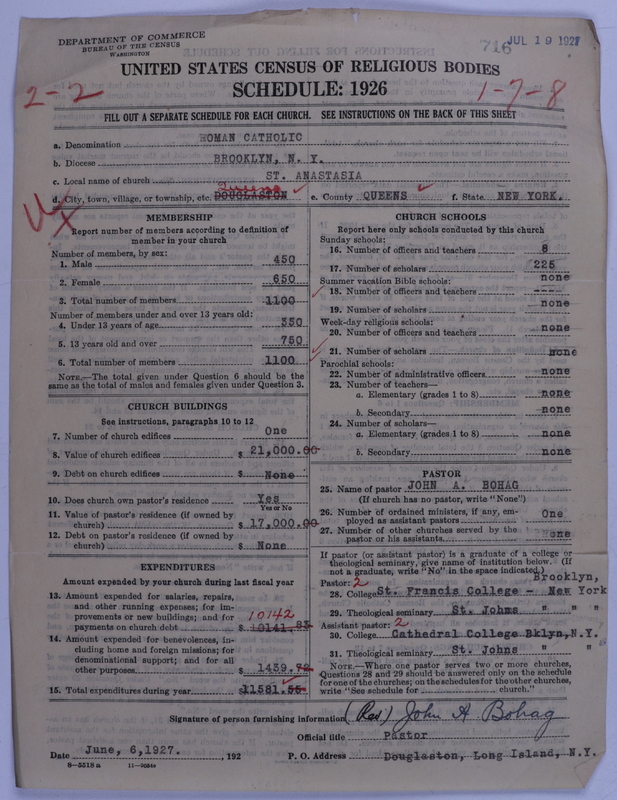 DEPARTMENT OF COMMERCE
BUREAU OF THE CENSUS
WASHINGTON
716
JUL 19 1927
UNITED STATES CENSUS OF RELIGIOUS BODIES
SCHEDULE: 1926
2-2
1-7-8
FILL OUT A SEPARATE SCHEDULE FOR EACH CHURCH. SEE INSTRUCTIONS ON THE BACK OF THIS SHEET
a. Denomination ROMAN CATHOLIC
b. Diocese BROOKLYN, N. Y.
c. Local name of church ST. ANASTASIA
Queens
d. City, town, village, or township, etc. DOUGLASTON e. County QUEENS f. State NEW YORK.
MEMBERSHIP
Report number of members according to definition of
member in your church
Number of members, by sex:
1. Male 450
2. Female 650
3. Total number of members 1100
Number of members under and over 13 years old:
4. Under 13 years of age 350
5. 13 years old and over 750
6. Total number of members 1100
NOTE.—The total given under Question 6 should be the
same as the total of males and females given under Question 3.
CHURCH BUILDINGS
See instructions, paragraphs 10 to 12
7. Number of church edifices One
8. Value of church edifices $ 21,000.00
9. Debt on church edifices $ None
10. Does church own pastor's residence Yes
Yes or No
11. Value of pastor's residence (if owned by
church) $ 17,000.00
12. Debt on pastor's residence (if owned by
church) $ None
EXPENDITURES
Amount expended by your church during last fiscal year
13. Amount expended for salaries, repairs,
and other running expenses; for im-
provements or new buildings; and for
10142
payments on church debt $ 10141.83
14. Amount expended for benevolences, in-
cluding home and foreign missions; for
denominational support; and for all
other purposes $ 1439.72
15. Total expenditures during year $ 11581.55
CHURCH SCHOOLS
Report here only schools conducted by this church
Sunday schools:
16. Number of officers and teachers 8
17. Number of scholars 225
Summer vacation Bible schools: none
18. Number of officers and teachers ----
19. Number of scholars none
Week-day religious schools:
20. Number of officers and teachers none
21. Number of scholars none
Parochial schools:
22. Number of administrative officers none
23. Number of teachers—
a. Elementary (grades 1 to 8) none
b. Secondary none
24. Number of scholars—
a. Elementary (grades 1 to 8) none
b. Secondary none
PASTOR
25. Name of pastor JOHN A. BOHAG
(If church has no pastor, write "None")
26. Number of ordained ministers, if any, em-
ployed as assistant pastors One
27. Number of other churches served by the
pastor or his assistants None
If pastor (or assistant pastor) is a graduate of a college or
theological seminary, give name of institution below. (If
not a graduate, write "No" in the space indicated.)
Pastor: 2 Brooklyn,
28. College St. Francis College - New York
29. Theological seminary St. Johns " " "
Assistant pastor: 2
30. College Cathedral College Bklyn,N.Y.
31. Theological seminary St. Johns " "
NOTE.—Where one pastor serves two or more churches,
Questions 28 and 29 should be answered only on the schedule
for one of the churches; on the schedules for the other churches,
write "See schedule for church."
Signature of person furnishing information (Rev.) John A Bohag
Official title Pastor
Date June, 6,1927. , 192 P. O. Address Douglaston, Long Island, N.Y.
8-5518 a 11-9034